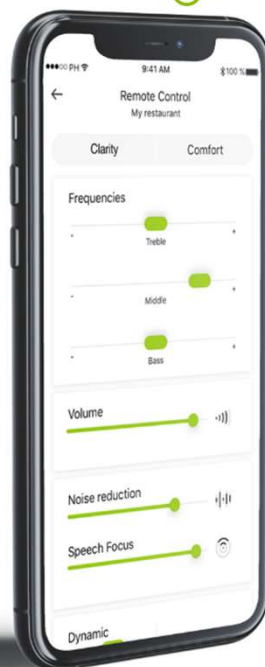 PH 9:41 AM 100 %
Remote Control
My restaurant
Clarity Comfort
Frequencies
- +
Treble
- +
Middle
- +
Bass
Volume
Noise reduction
Speech Focus
Dynamic